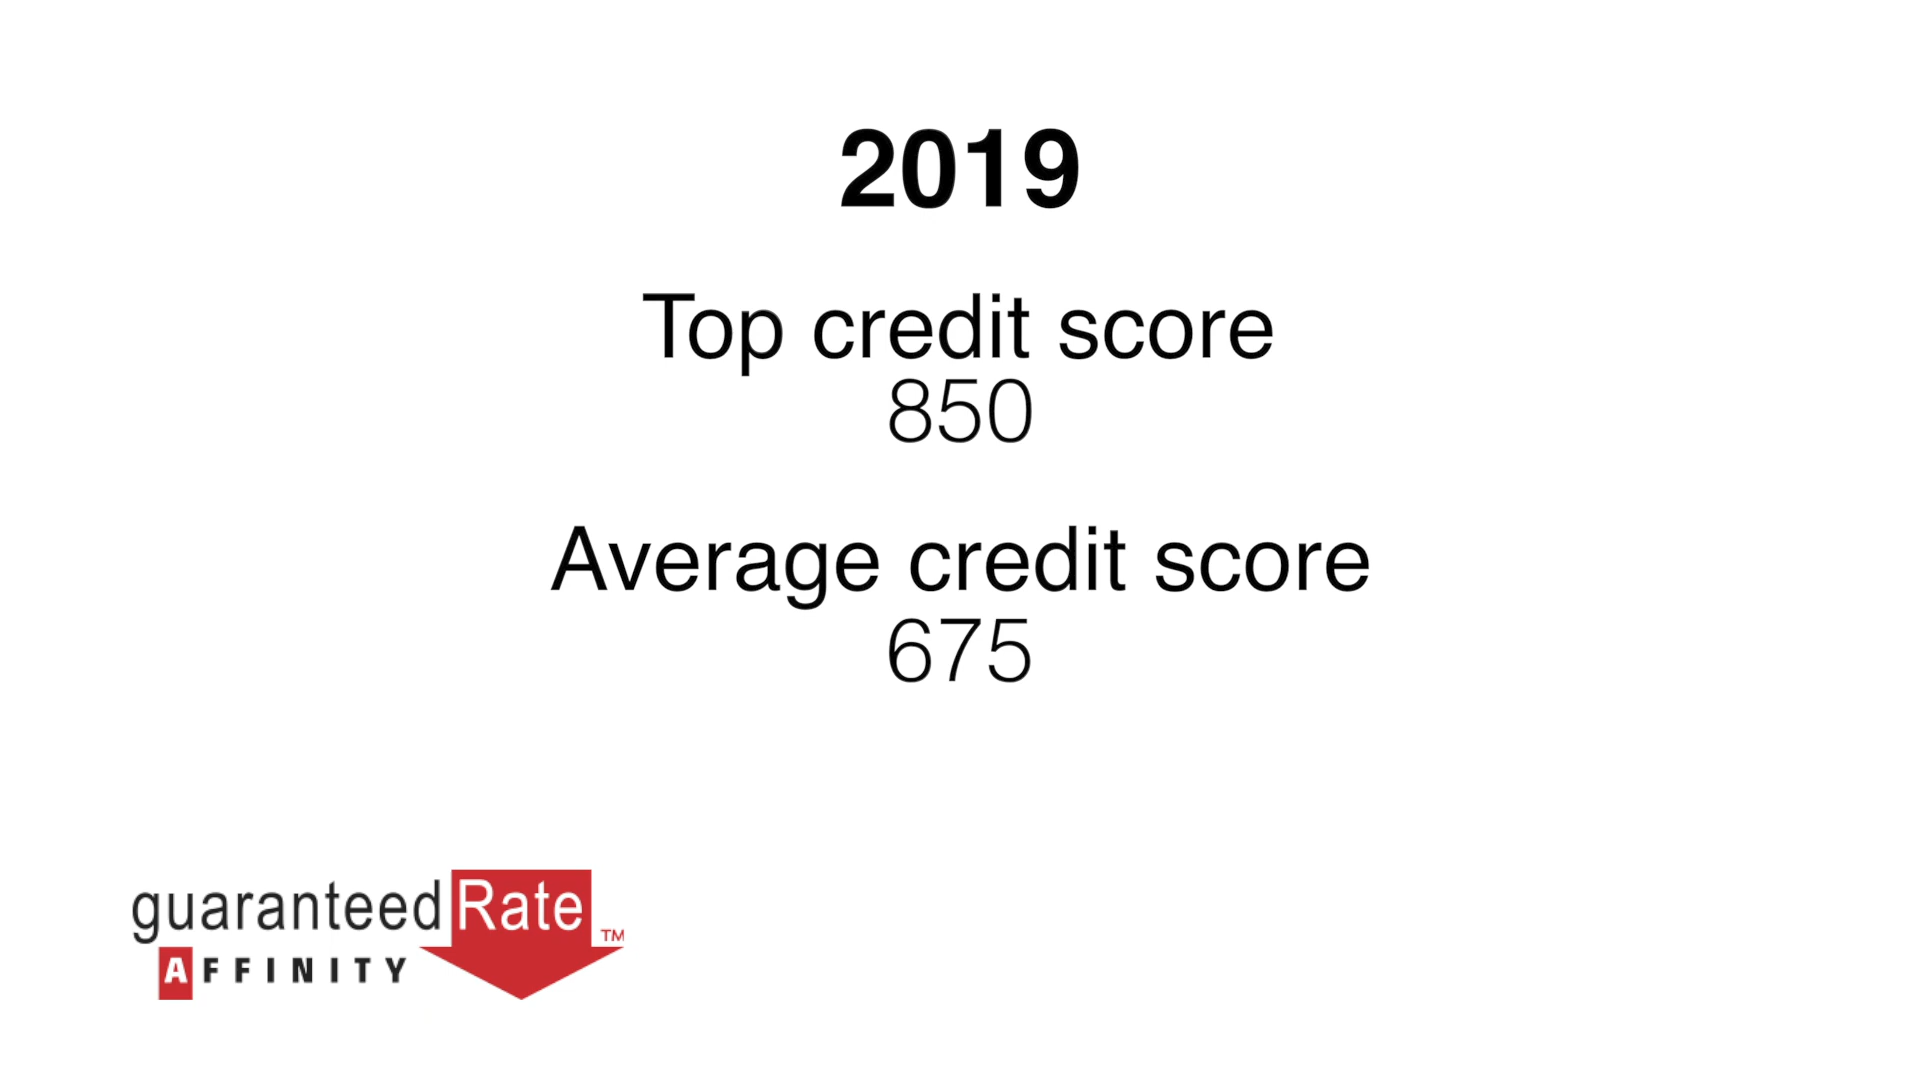 2019
Top credit score
850
Average credit score
675
guaranteedRate ™
AFFINITY